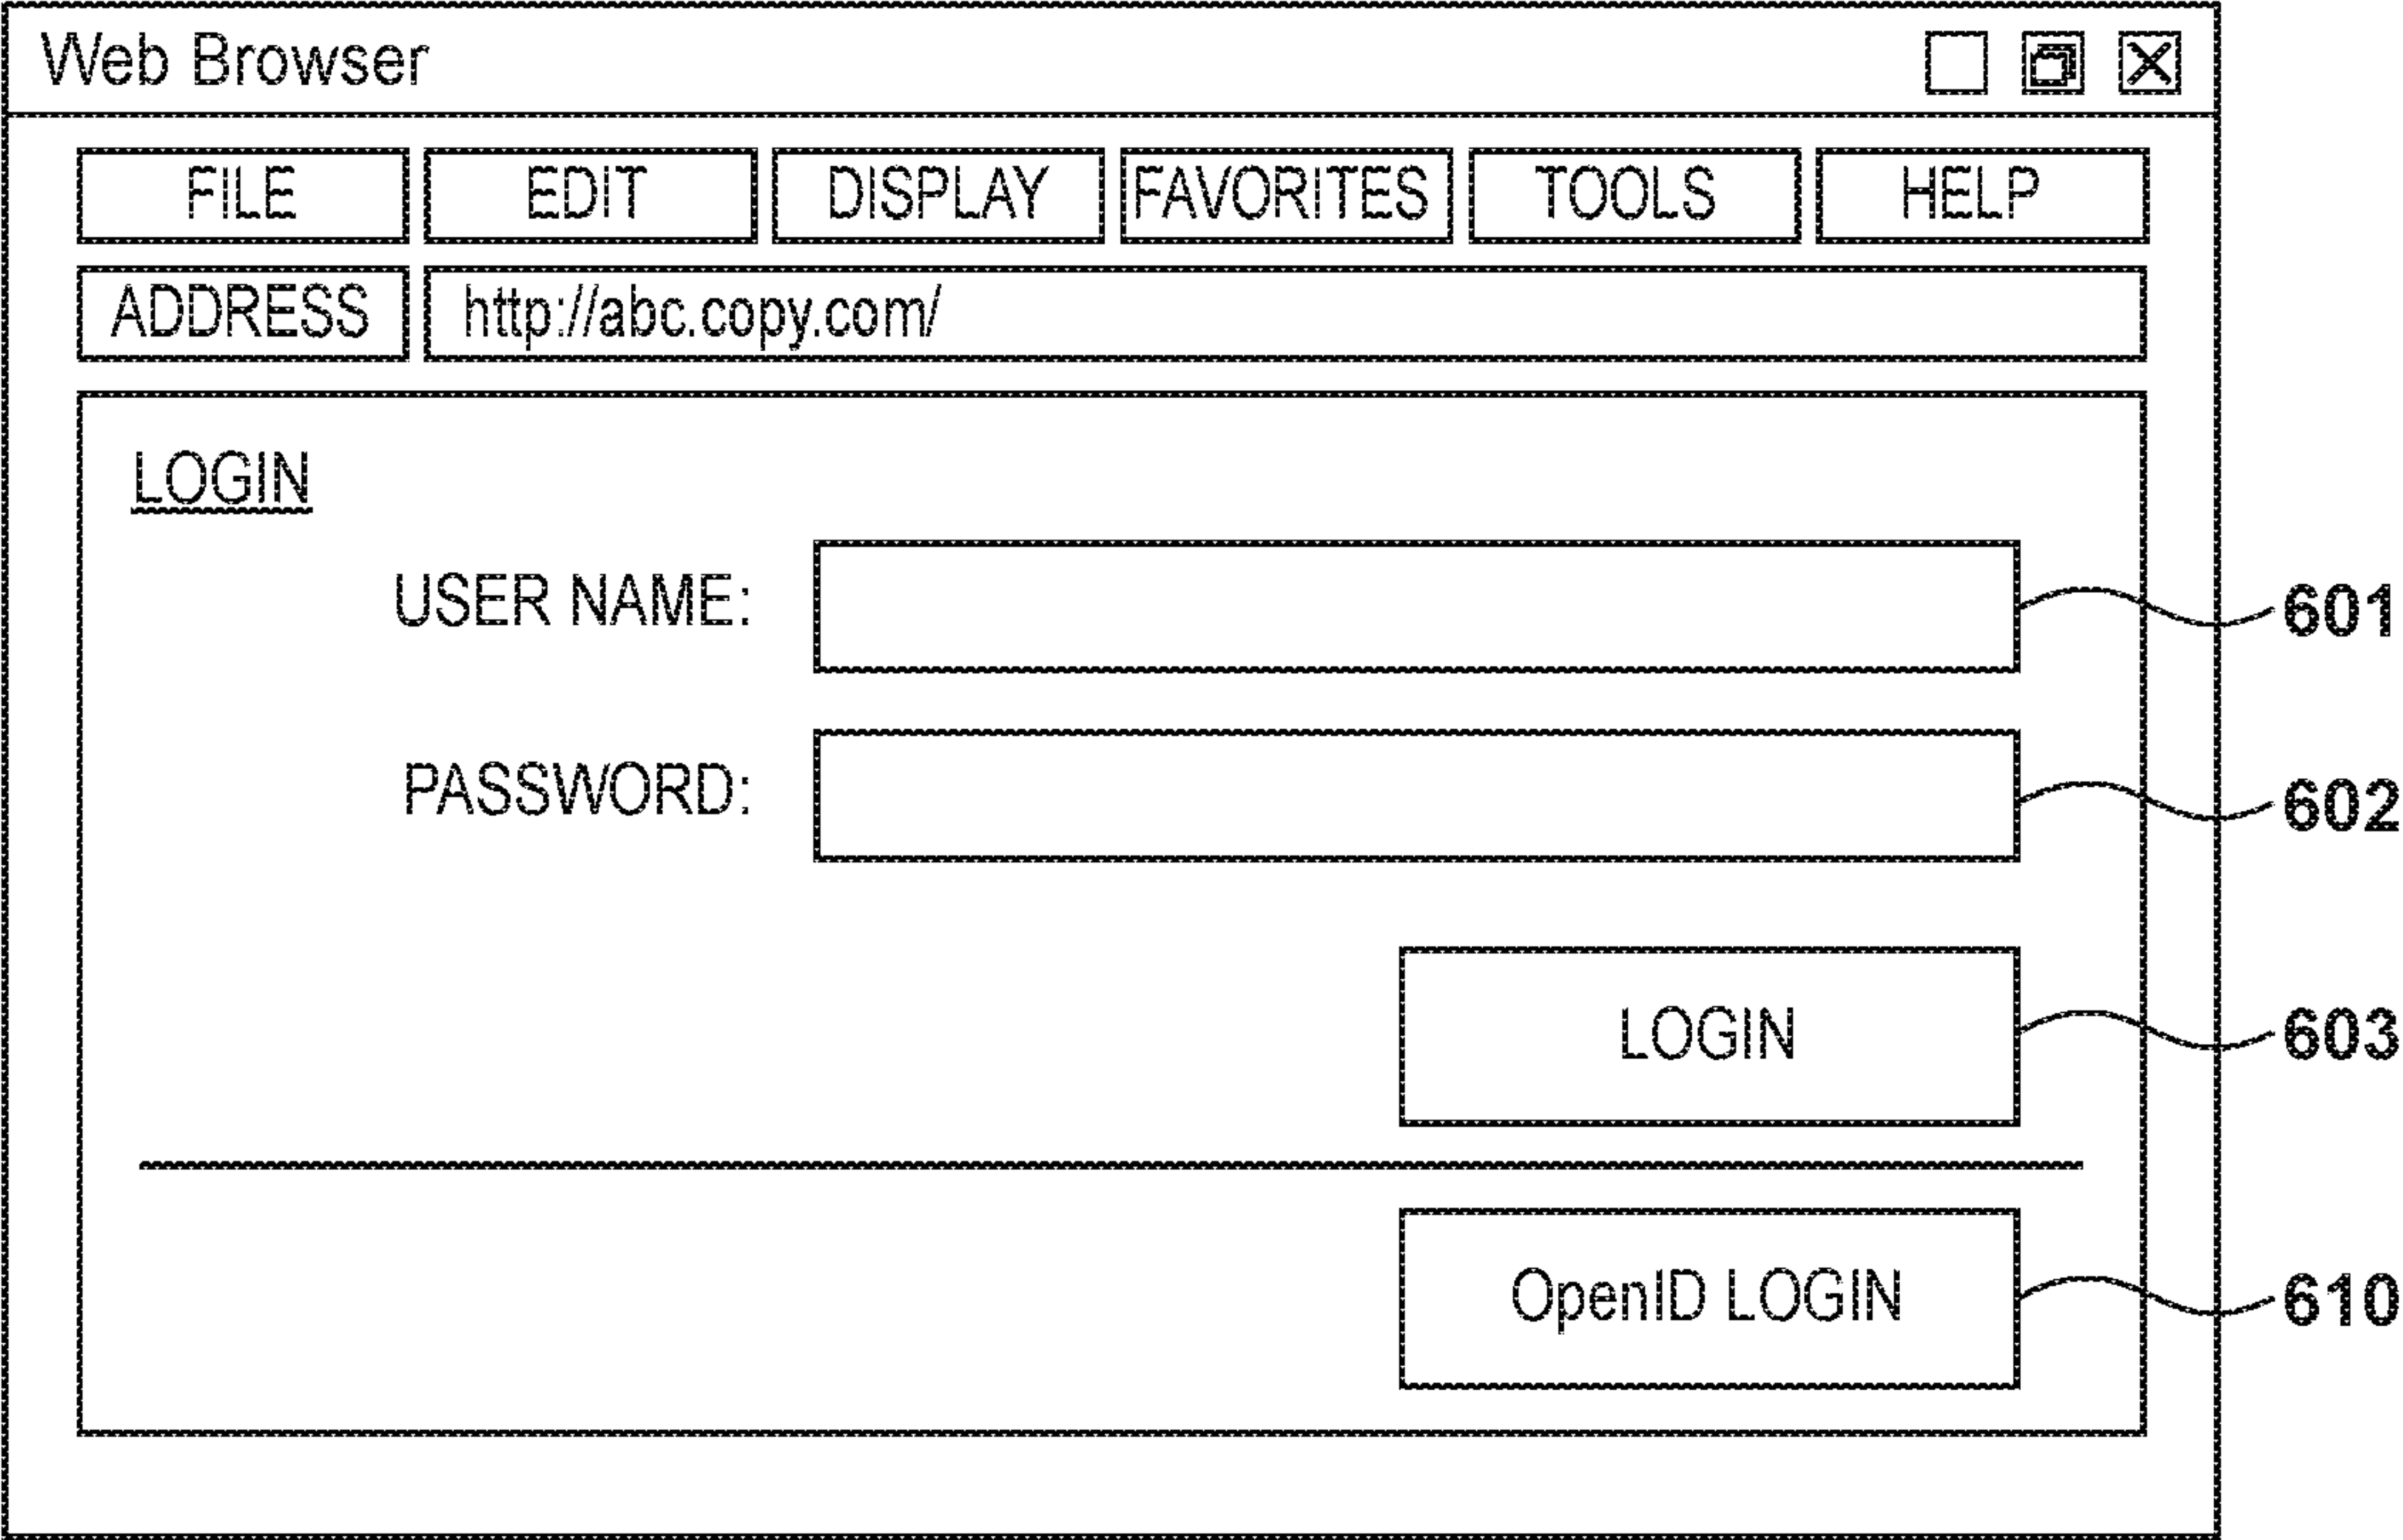 Web Browser
FILE EDIT DISPLAY FAVORITES TOOLS HELP
ADDRESS http://abc.copy.com/
LOGIN
USER NAME: 601
PASSWORD: 602
LOGIN 603
OpenID LOGIN 610